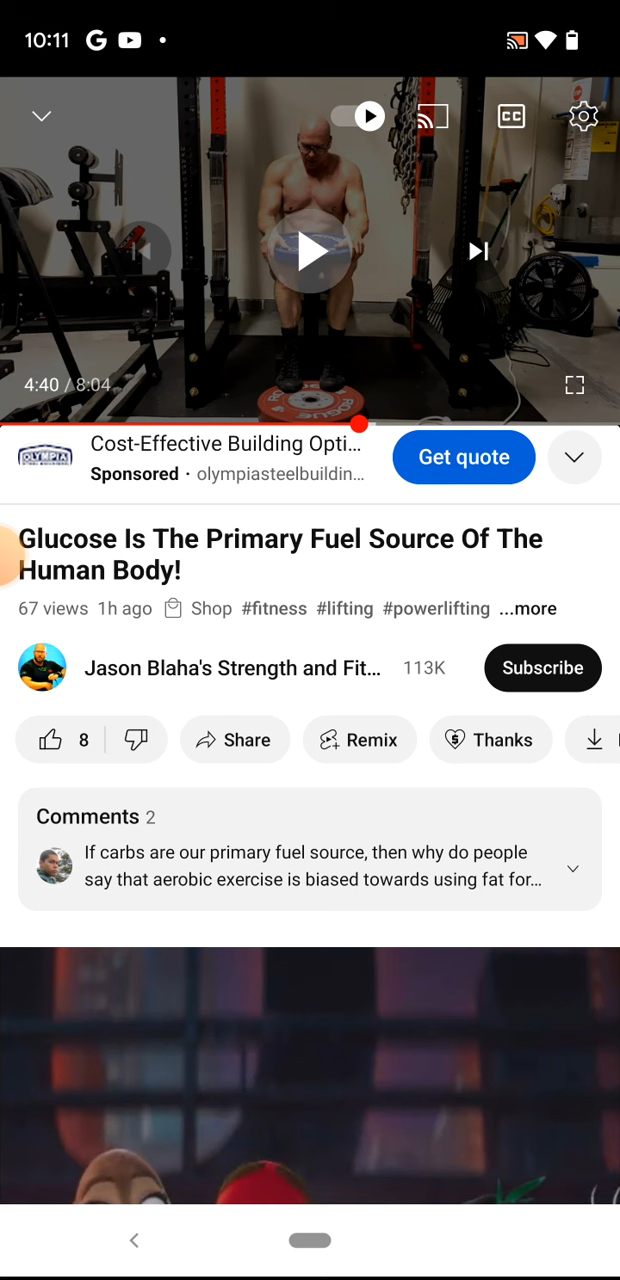 10:11
CC
4:40 / 8:04
ROGUE
OLYMPIA
Cost-Effective Building Opti...
Sponsored · olympiasteelbuildin...
Get quote
Glucose Is The Primary Fuel Source Of The
Human Body!
67 views 1h ago Shop #fitness #lifting #powerlifting ...more
Jason Blaha's Strength and Fit... 113K Subscribe
8 Share Remix Thanks
Comments 2
If carbs are our primary fuel source, then why do people
say that aerobic exercise is biased towards using fat for...